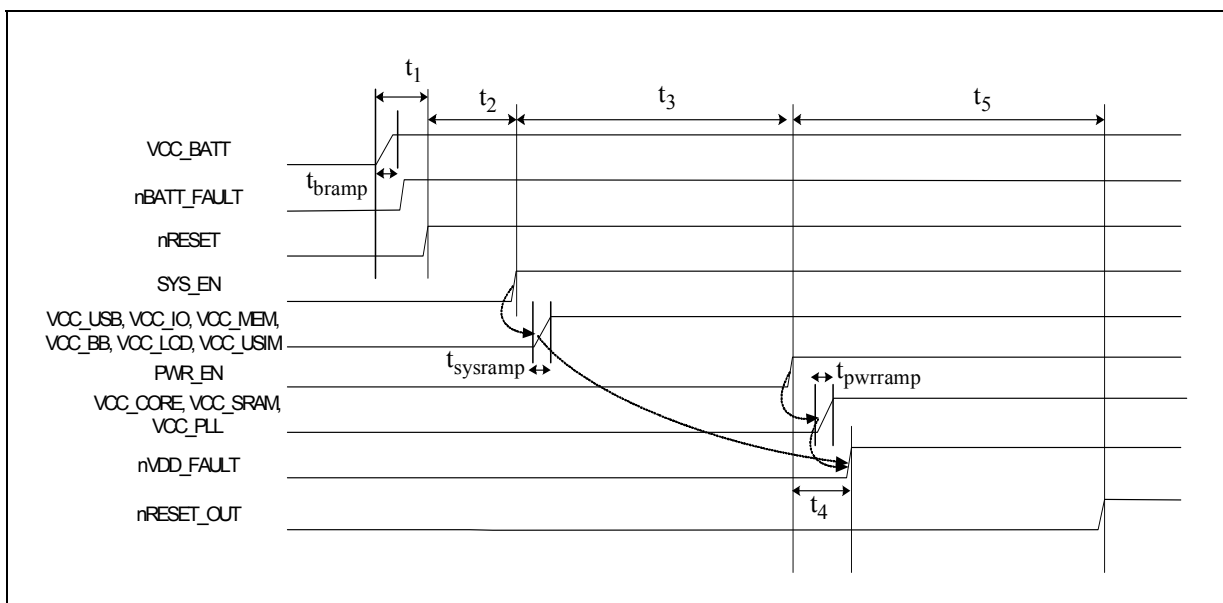 t1
t2
t3
t5
VCC_BATT
tbramp
nBATT_FAULT
nRESET
SYS_EN
VCC_USB, VCC_IO, VCC_MEM,
VCC_BB, VCC_LCD, VCC_USIM
tsysramp
PWR_EN
tpwrramp
VCC_CORE, VCC_SRAM,
VCC_PLL
nVDD_FAULT
t4
nRESET_OUT